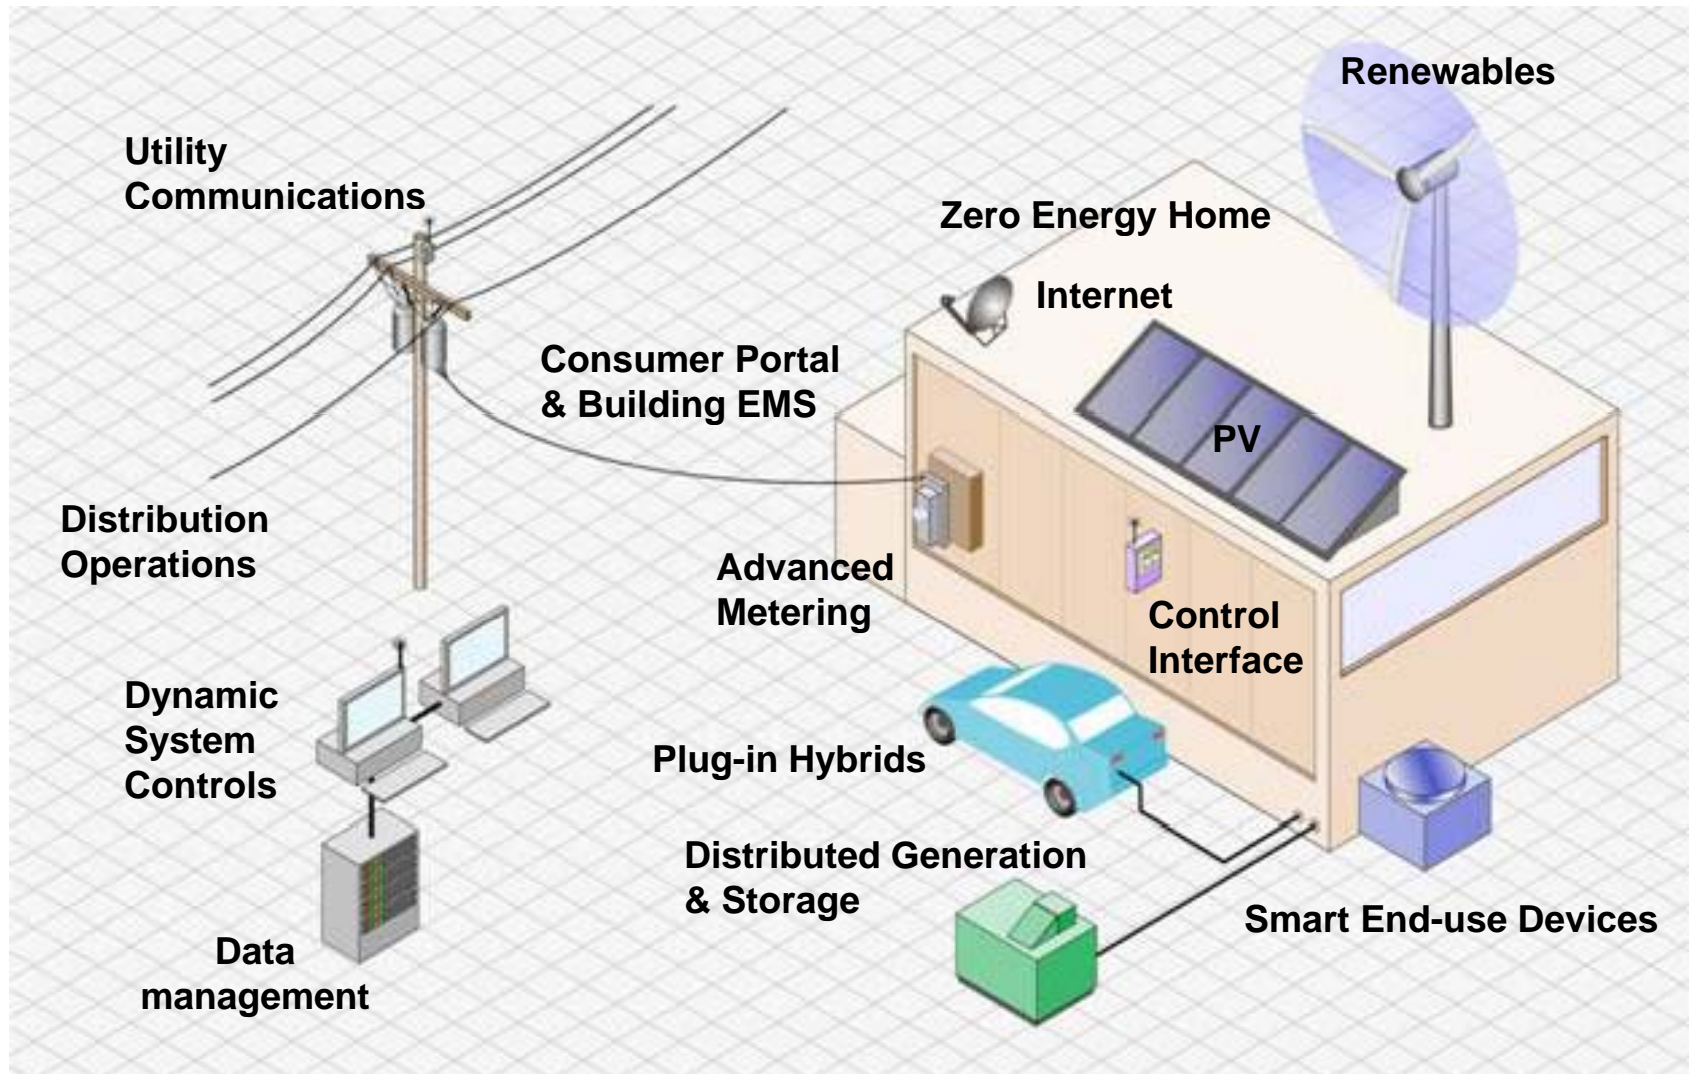 Renewables
Utility
Communications
Zero Energy Home
Internet
Consumer Portal
& Building EMS
PV
Distribution
Operations
Advanced
Metering
Control
Interface
Dynamic
System
Controls
Plug-in Hybrids
Distributed Generation
& Storage
Smart End-use Devices
Data
management